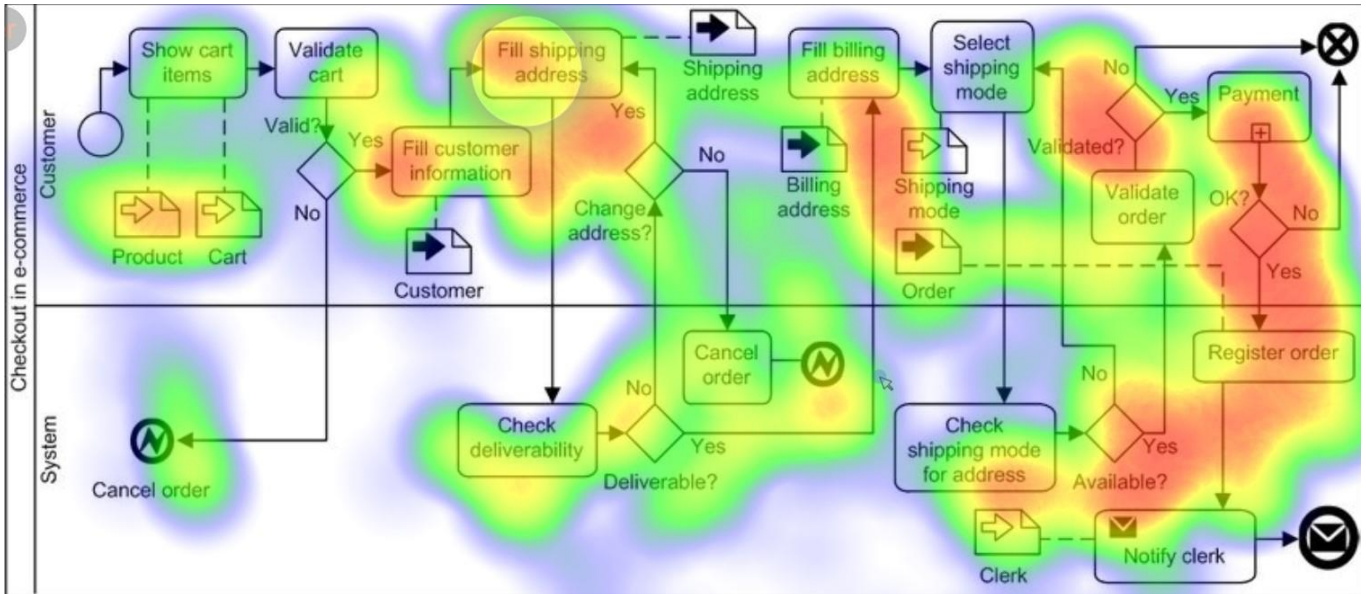 Checkout in e-commerce
Customer
Show cart
items
Validate
cart
Valid?
Yes
No
Product
Cart
Fill customer
information
Customer
Fill shipping
address
Yes
Shipping
address
No
Change
address?
Fill billing
address
Billing
address
Select
shipping
mode
Shipping
mode
Order
No
Yes
Validated?
Validate
order
Payment
OK?
No
Yes
System
Cancel order
Check
deliverability
No
Yes
Deliverable?
Cancel
order
Check
shipping mode
for address
No
Yes
Available?
Register order
Clerk
Notify clerk